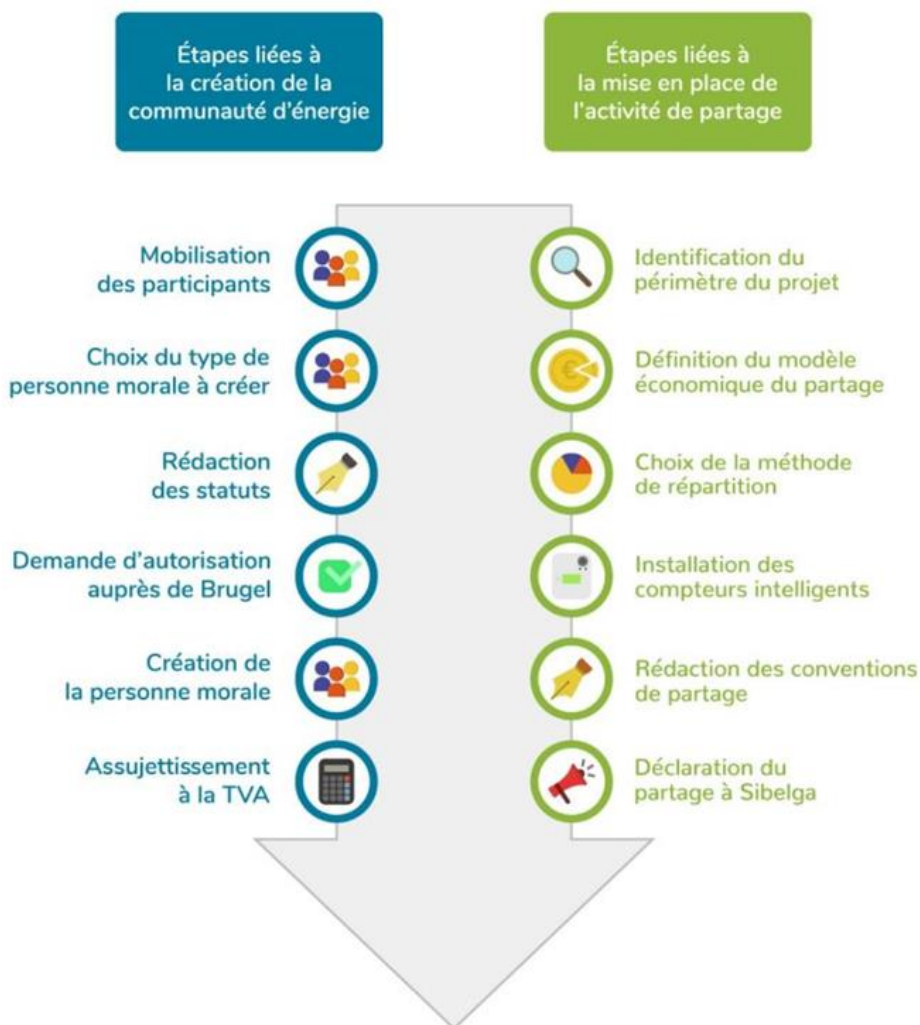 Étapes liées à
la création de la
communauté d'énergie
Étapes liées à
la mise en place de
l'activité de partage
Mobilisation
des participants
Identification du
périmètre du projet
Choix du type de
personne morale à créer
Définition du modèle
économique du partage
Rédaction
des statuts
Choix de la méthode
de répartition
Demande d'autorisation
auprès de Brugel
Installation des
compteurs intelligents
Création de
la personne morale
Rédaction des conventions
de partage
Assujettissement
à la TVA
Déclaration du
partage à Sibelga